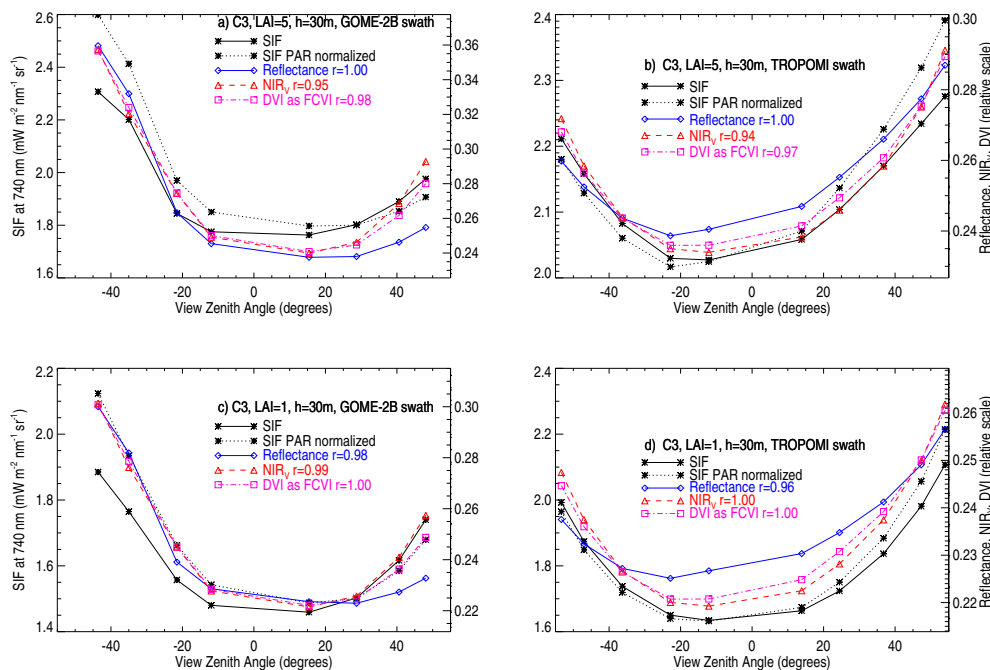 a) C3, LAI=5, h=30m, GOME-2B swath
SIF
SIF PAR normalized
Reflectance r=1.00
NIRV r=0.95
DVI as FCVI r=0.98
2.6
2.4
2.2
2.0
1.8
1.6
0.36
0.34
0.32
0.30
0.28
0.26
0.24
-40 -20 0 20 40
View Zenith Angle (degrees)
SIF at 740 nm (mW m-2 nm-1 sr-1)
b) C3, LAI=5, h=30m, TROPOMI swath
SIF
SIF PAR normalized
Reflectance r=1.00
NIRV r=0.94
DVI as FCVI r=0.97
2.4
2.3
2.2
2.1
2.0
0.30
0.28
0.26
0.24
-40 -20 0 20 40
View Zenith Angle (degrees)
Reflectance, NIRV, DVI (relative scale)
c) C3, LAI=1, h=30m, GOME-2B swath
SIF
SIF PAR normalized
Reflectance r=0.98
NIRV r=0.99
DVI as FCVI r=1.00
2.2
2.0
1.8
1.6
1.4
0.30
0.28
0.26
0.24
0.22
-40 -20 0 20 40
View Zenith Angle (degrees)
SIF at 740 nm (mW m-2 nm-1 sr-1)
d) C3, LAI=1, h=30m, TROPOMI swath
SIF
SIF PAR normalized
Reflectance r=0.96
NIRV r=1.00
DVI as FCVI r=1.00
2.4
2.2
2.0
1.8
1.6
0.26
0.25
0.24
0.23
0.22
-40 -20 0 20 40
View Zenith Angle (degrees)
Reflectance, NIRV, DVI (relative scale)